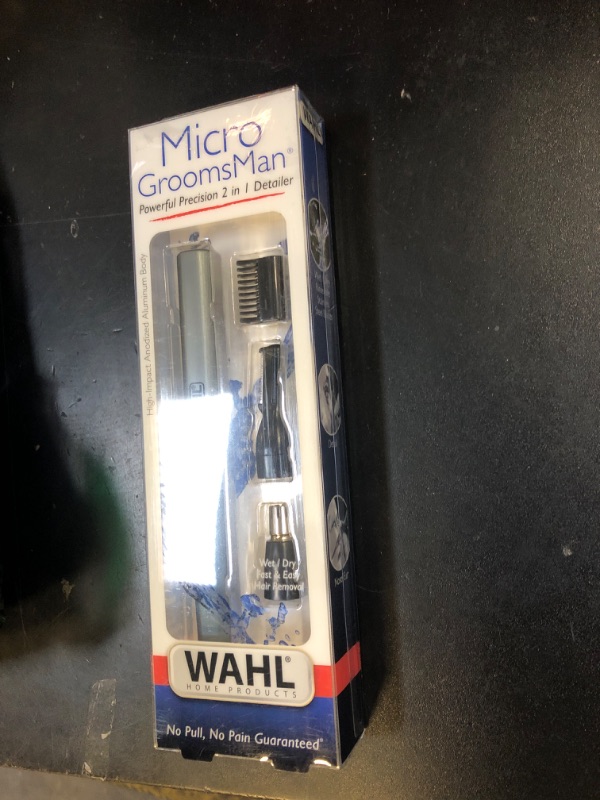 Micro
GroomsMan®
Powerful Precision 2 in 1 Detailer
High-Impact Anodized Aluminum Body
Wet / Dry
Fast & Easy
Hair Removal
WAHL®
HOME PRODUCTS
No Pull, No Pain Guaranteed*